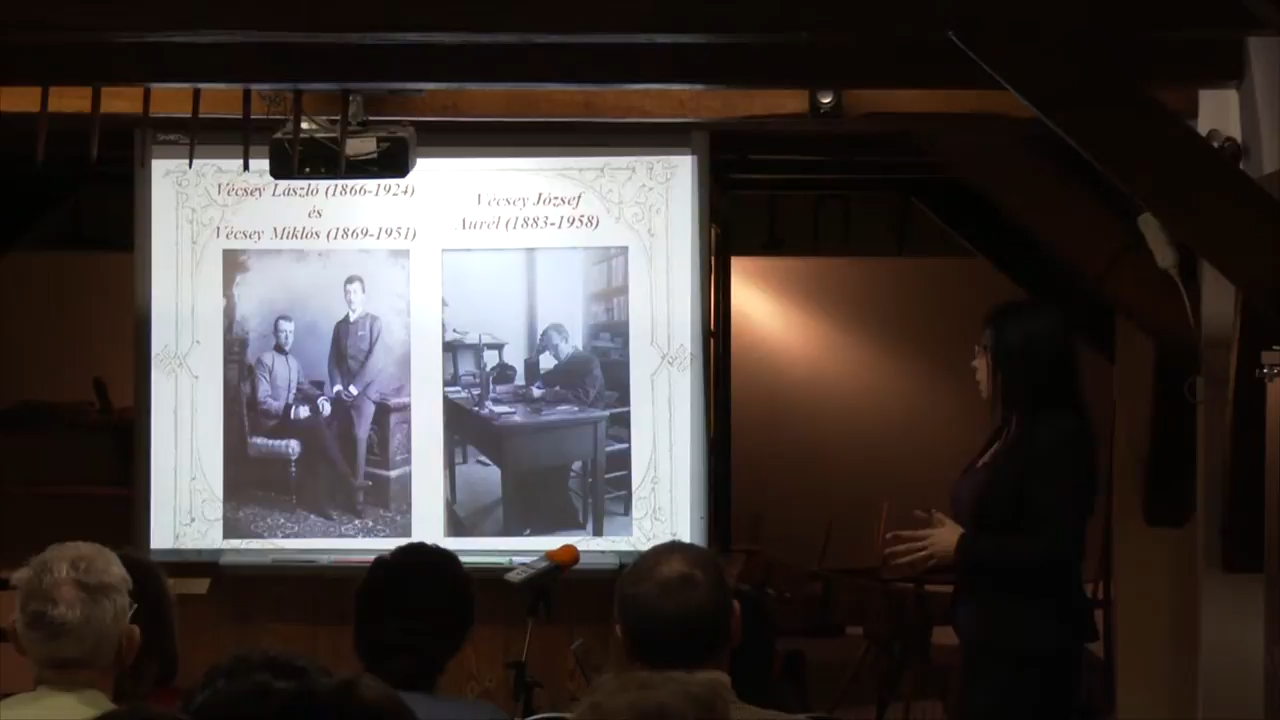 Vécsey László (1866-1924)
és
Vécsey Miklós (1869-1951)
Vécsey József
Aurél (1883-1958)